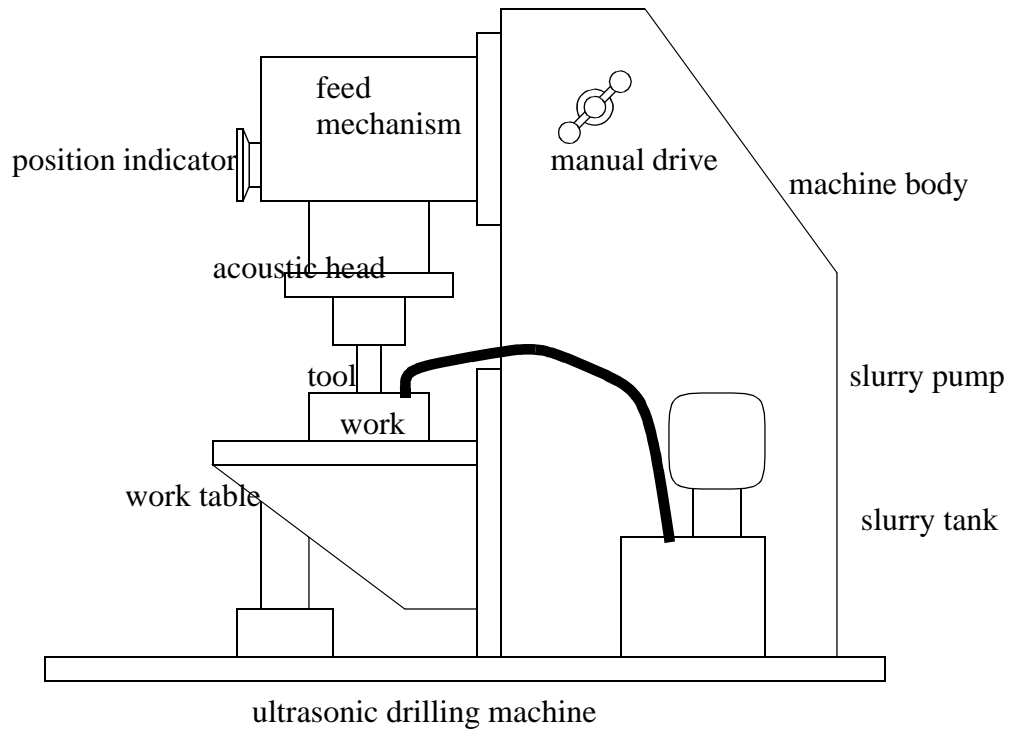 feed
mechanism
position indicator
manual drive
machine body
acoustic head
tool
slurry pump
work
work table
slurry tank
ultrasonic drilling machine